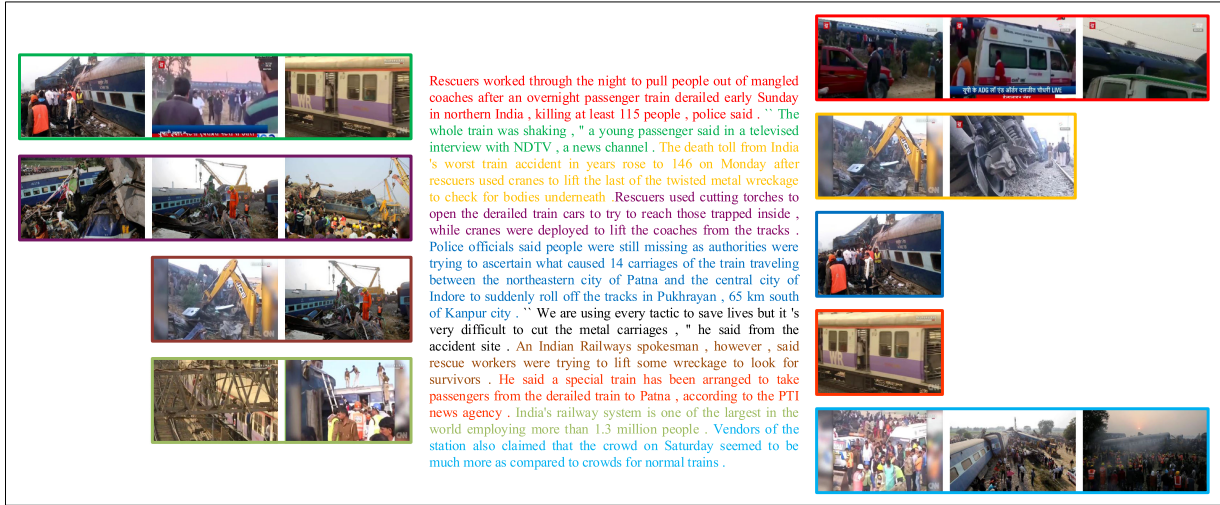 Rescuers worked through the night to pull people out of mangled
coaches after an overnight passenger train derailed early Sunday
in northern India , killing at least 115 people , police said . `` The
whole train was shaking , " a young passenger said in a televised
interview with NDTV , a news channel . The death toll from India
's worst train accident in years rose to 146 on Monday after
rescuers used cranes to lift the last of the twisted metal wreckage
to check for bodies underneath .Rescuers used cutting torches to
open the derailed train cars to try to reach those trapped inside ,
while cranes were deployed to lift the coaches from the tracks .
Police officials said people were still missing as authorities were
trying to ascertain what caused 14 carriages of the train traveling
between the northeastern city of Patna and the central city of
Indore to suddenly roll off the tracks in Pukhrayan , 65 km south
of Kanpur city . `` We are using every tactic to save lives but it 's
very difficult to cut the metal carriages , " he said from the
accident site . An Indian Railways spokesman , however , said
rescue workers were trying to lift some wreckage to look for
survivors . He said a special train has been arranged to take
passengers from the derailed train to Patna , according to the PTI
news agency . India's railway system is one of the largest in the
world employing more than 1.3 million people . Vendors of the
station also claimed that the crowd on Saturday seemed to be
much more as compared to crowds for normal trains .
WR
WR